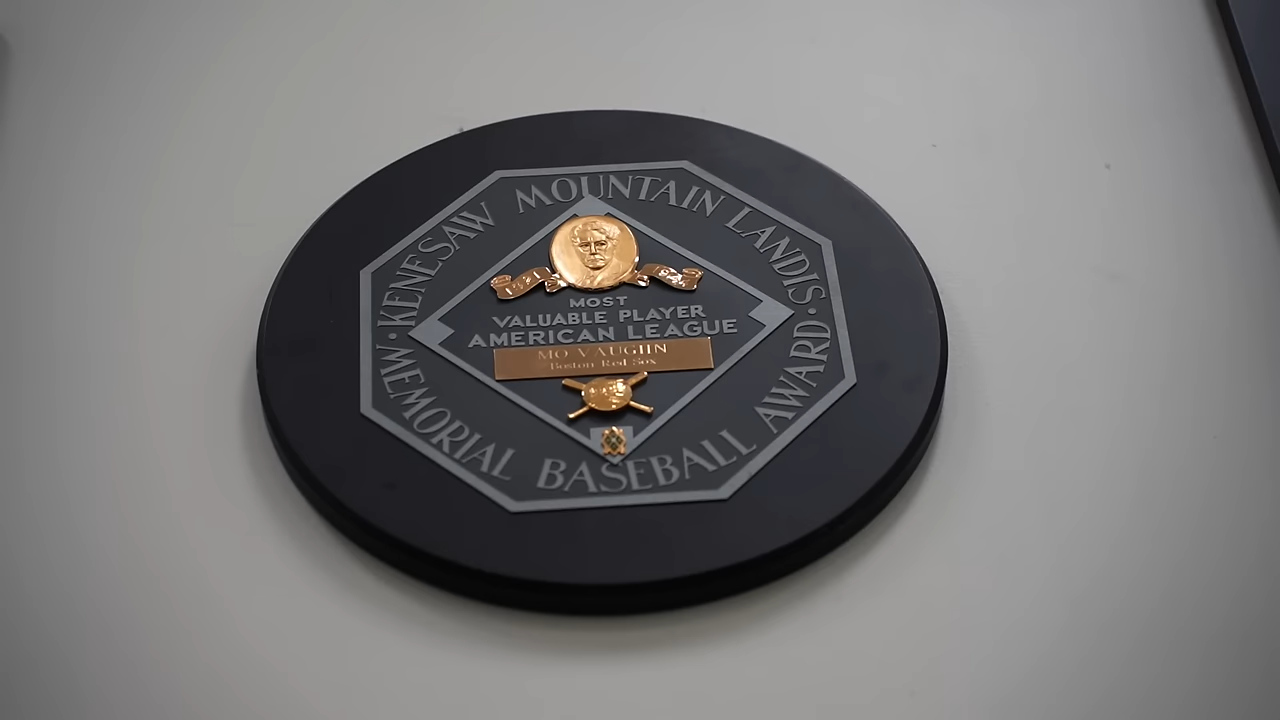 KENESAW MOUNTAIN LANDIS
MOST
VALUABLE PLAYER
AMERICAN LEAGUE
MO VAUGHN
Boston Red Sox
MEMORIAL BASEBALL AWARD